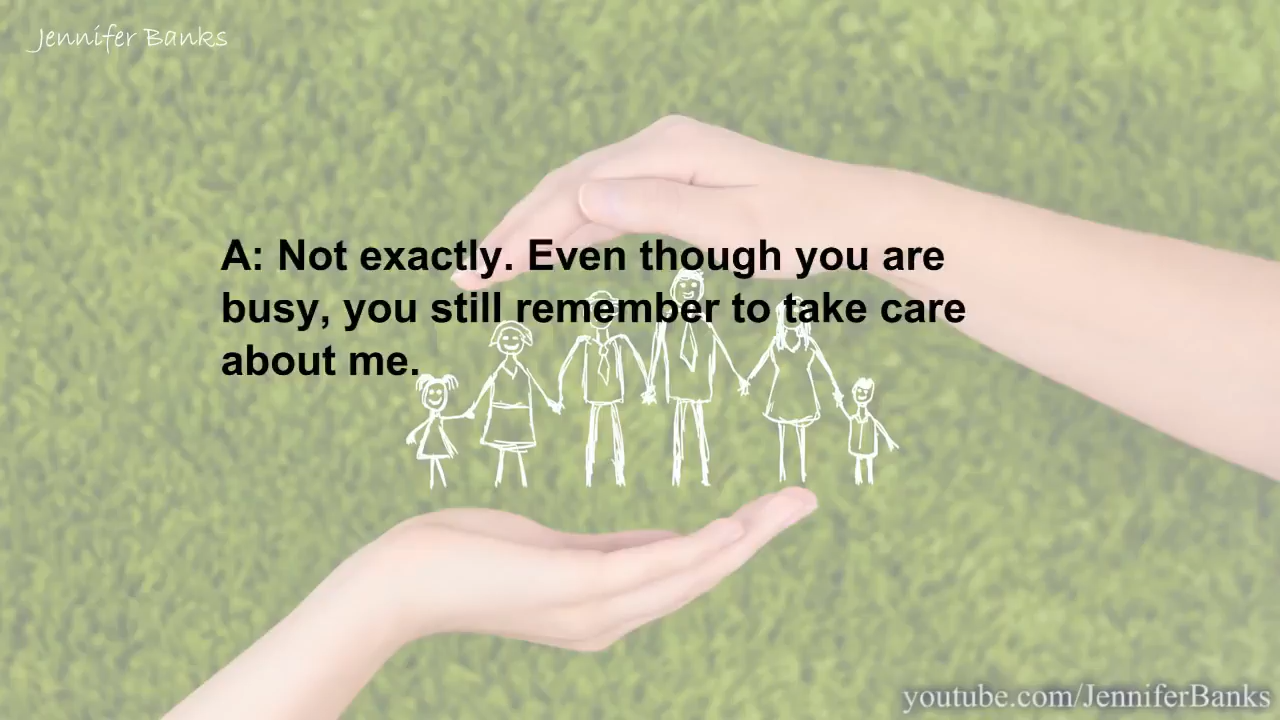 Jennifer Banks
A: Not exactly. Even though you are
busy, you still remember to take care
about me.
youtube.com/JenniferBanks